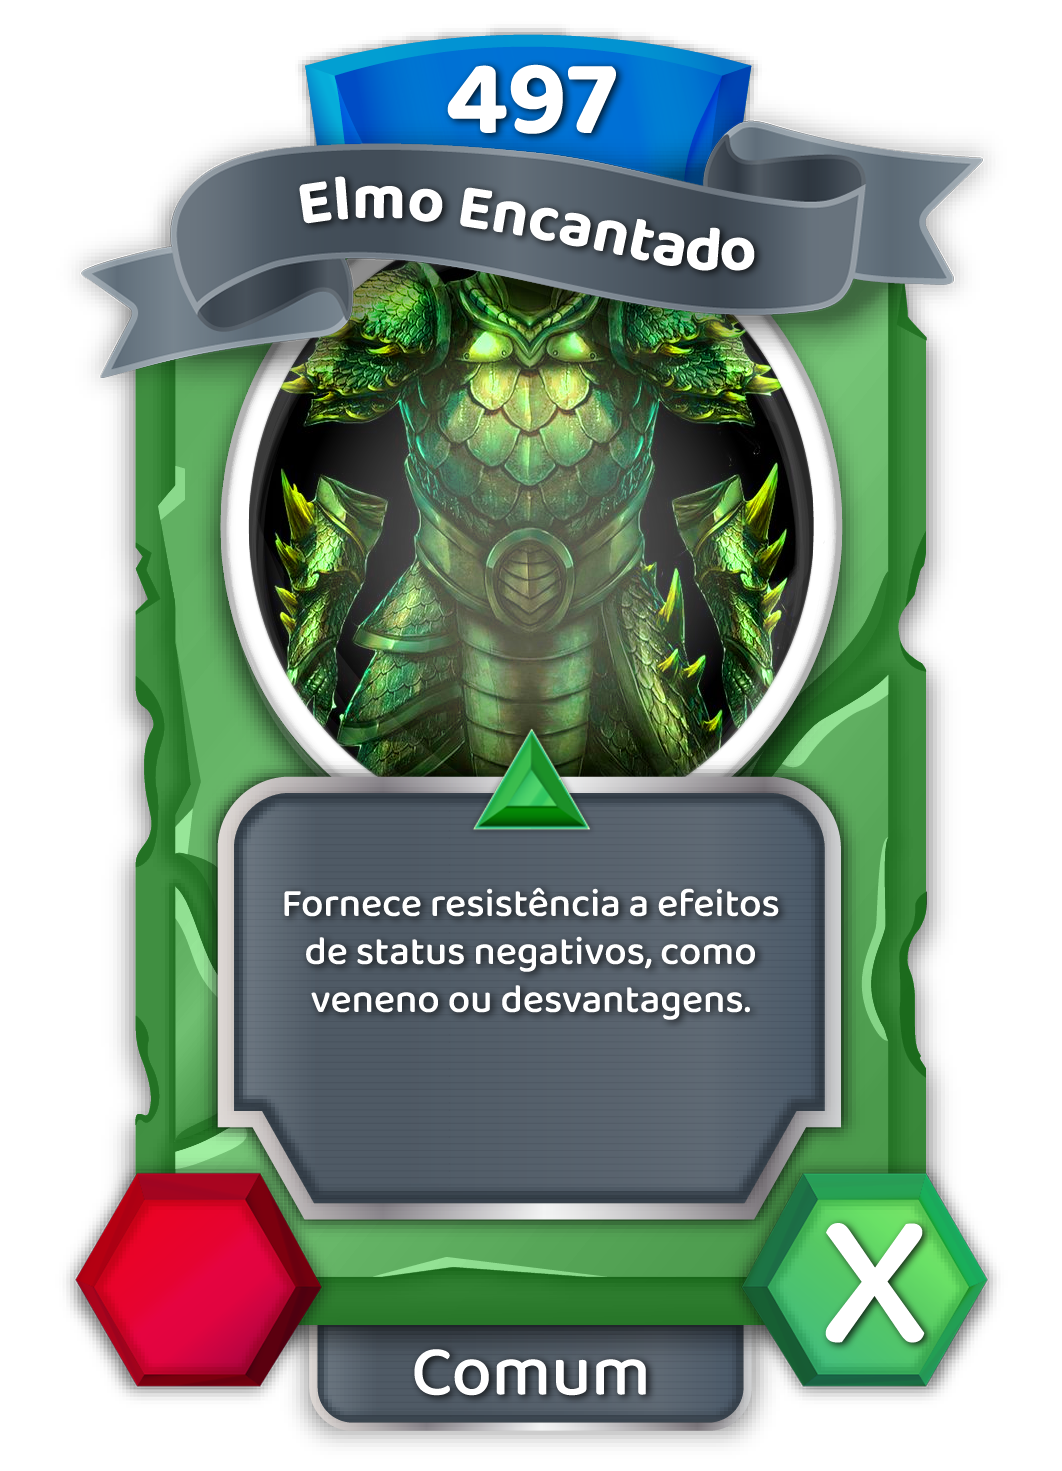 497
Elmo Encantado
Fornece resistência a efeitos
de status negativos, como
veneno ou desvantagens.
X
Comum